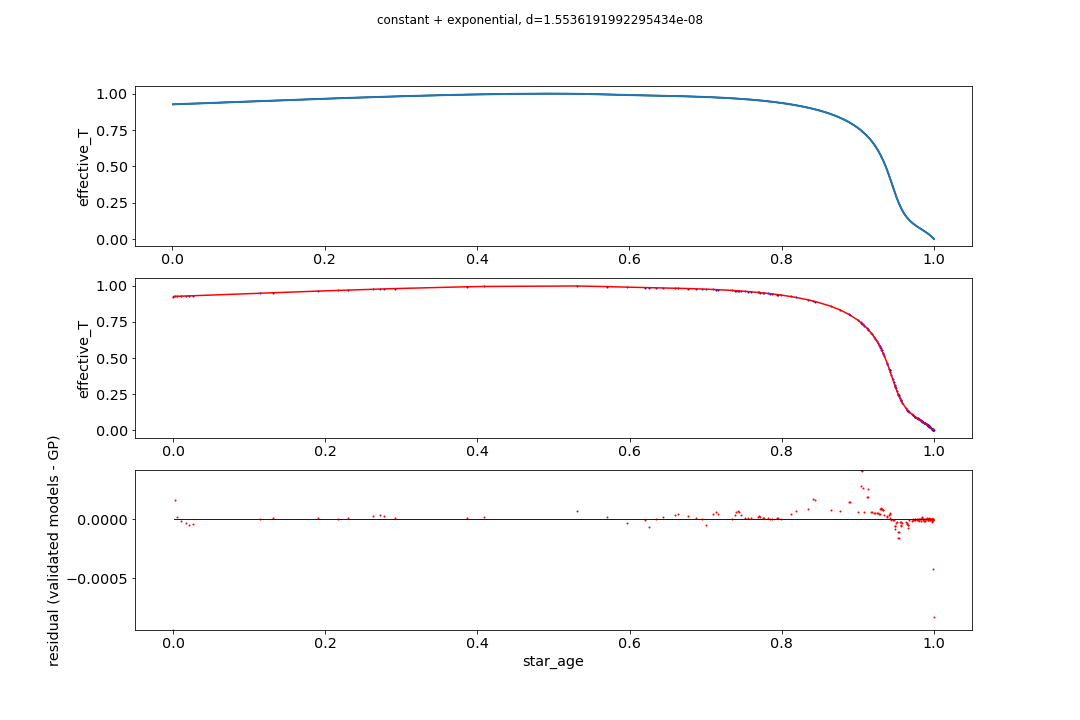 constant + exponential, d=1.5536191992295434e-08
effective_T
1.00
0.75
0.50
0.25
0.00
0.0 0.2 0.4 0.6 0.8 1.0
effective_T
1.00
0.75
0.50
0.25
0.00
0.0 0.2 0.4 0.6 0.8 1.0
residual (validated models - GP)
0.0000
−0.0005
0.0 0.2 0.4 0.6 0.8 1.0
star_age